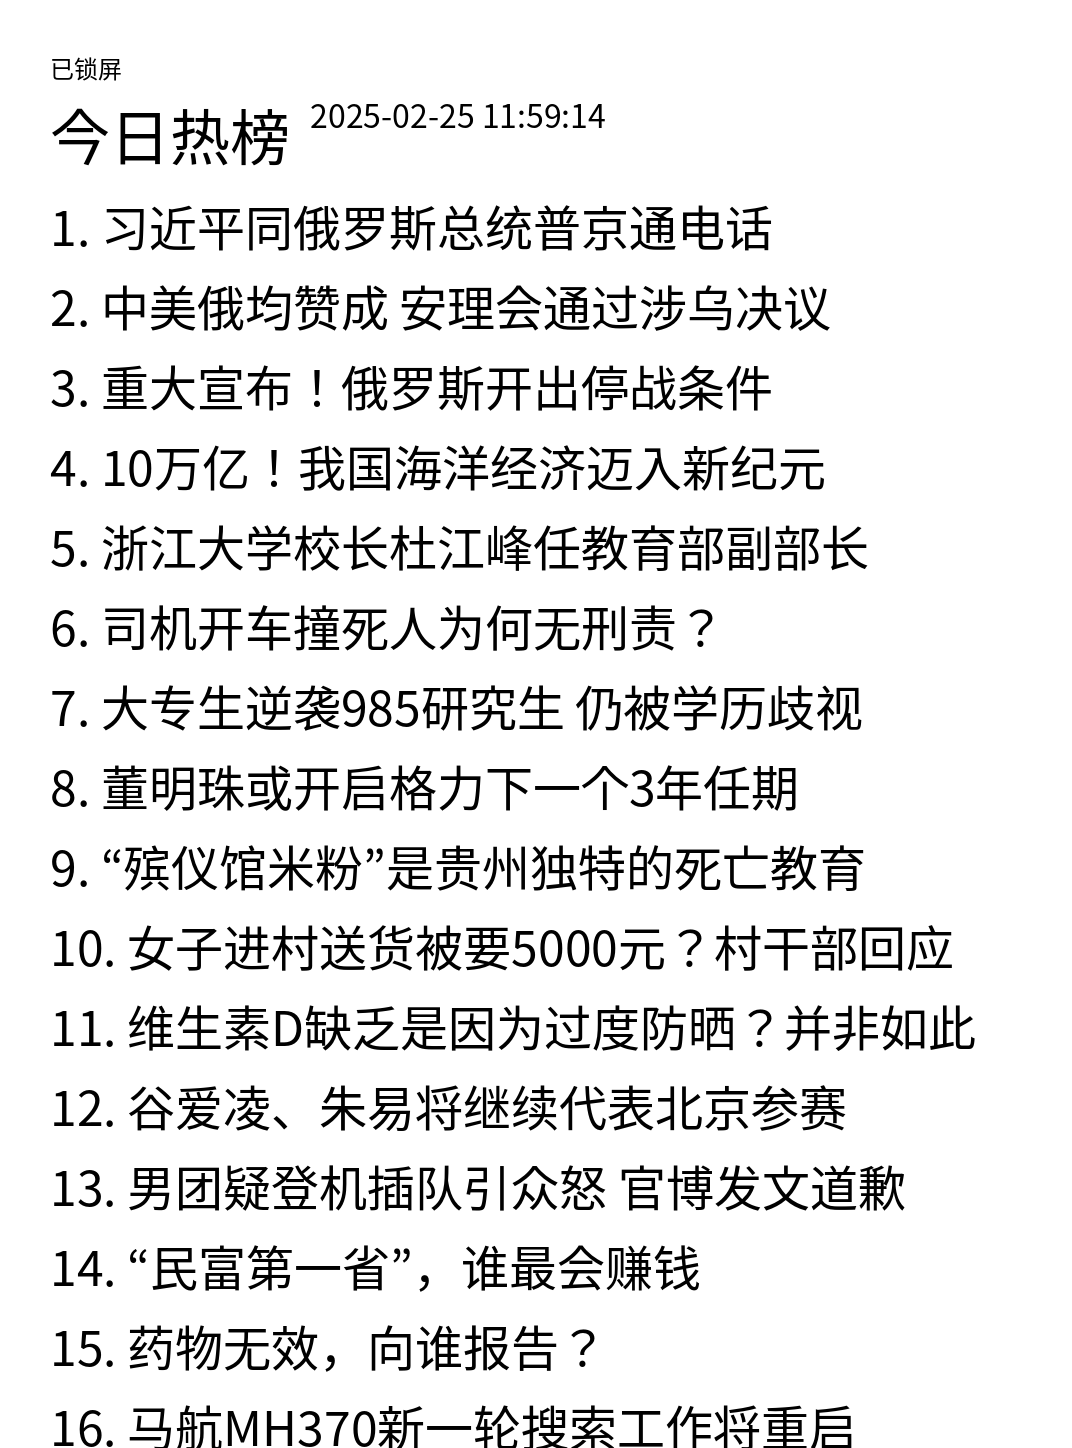 已锁屏
今日热榜 2025-02-25 11:59:14
1. 习近平同俄罗斯总统普京通电话
2. 中美俄均赞成 安理会通过涉乌决议
3. 重大宣布！俄罗斯开出停战条件
4. 10万亿！我国海洋经济迈入新纪元
5. 浙江大学校长杜江峰任教育部副部长
6. 司机开车撞死人为何无刑责？
7. 大专生逆袭985研究生 仍被学历歧视
8. 董明珠或开启格力下一个3年任期
9. “殡仪馆米粉”是贵州独特的死亡教育
10. 女子进村送货被要5000元？村干部回应
11. 维生素D缺乏是因为过度防晒？并非如此
12. 谷爱凌、朱易将继续代表北京参赛
13. 男团疑登机插队引众怒 官博发文道歉
14. “民富第一省”，谁最会赚钱
15. 药物无效，向谁报告？
16. 马航MH370新一轮搜索工作将重启